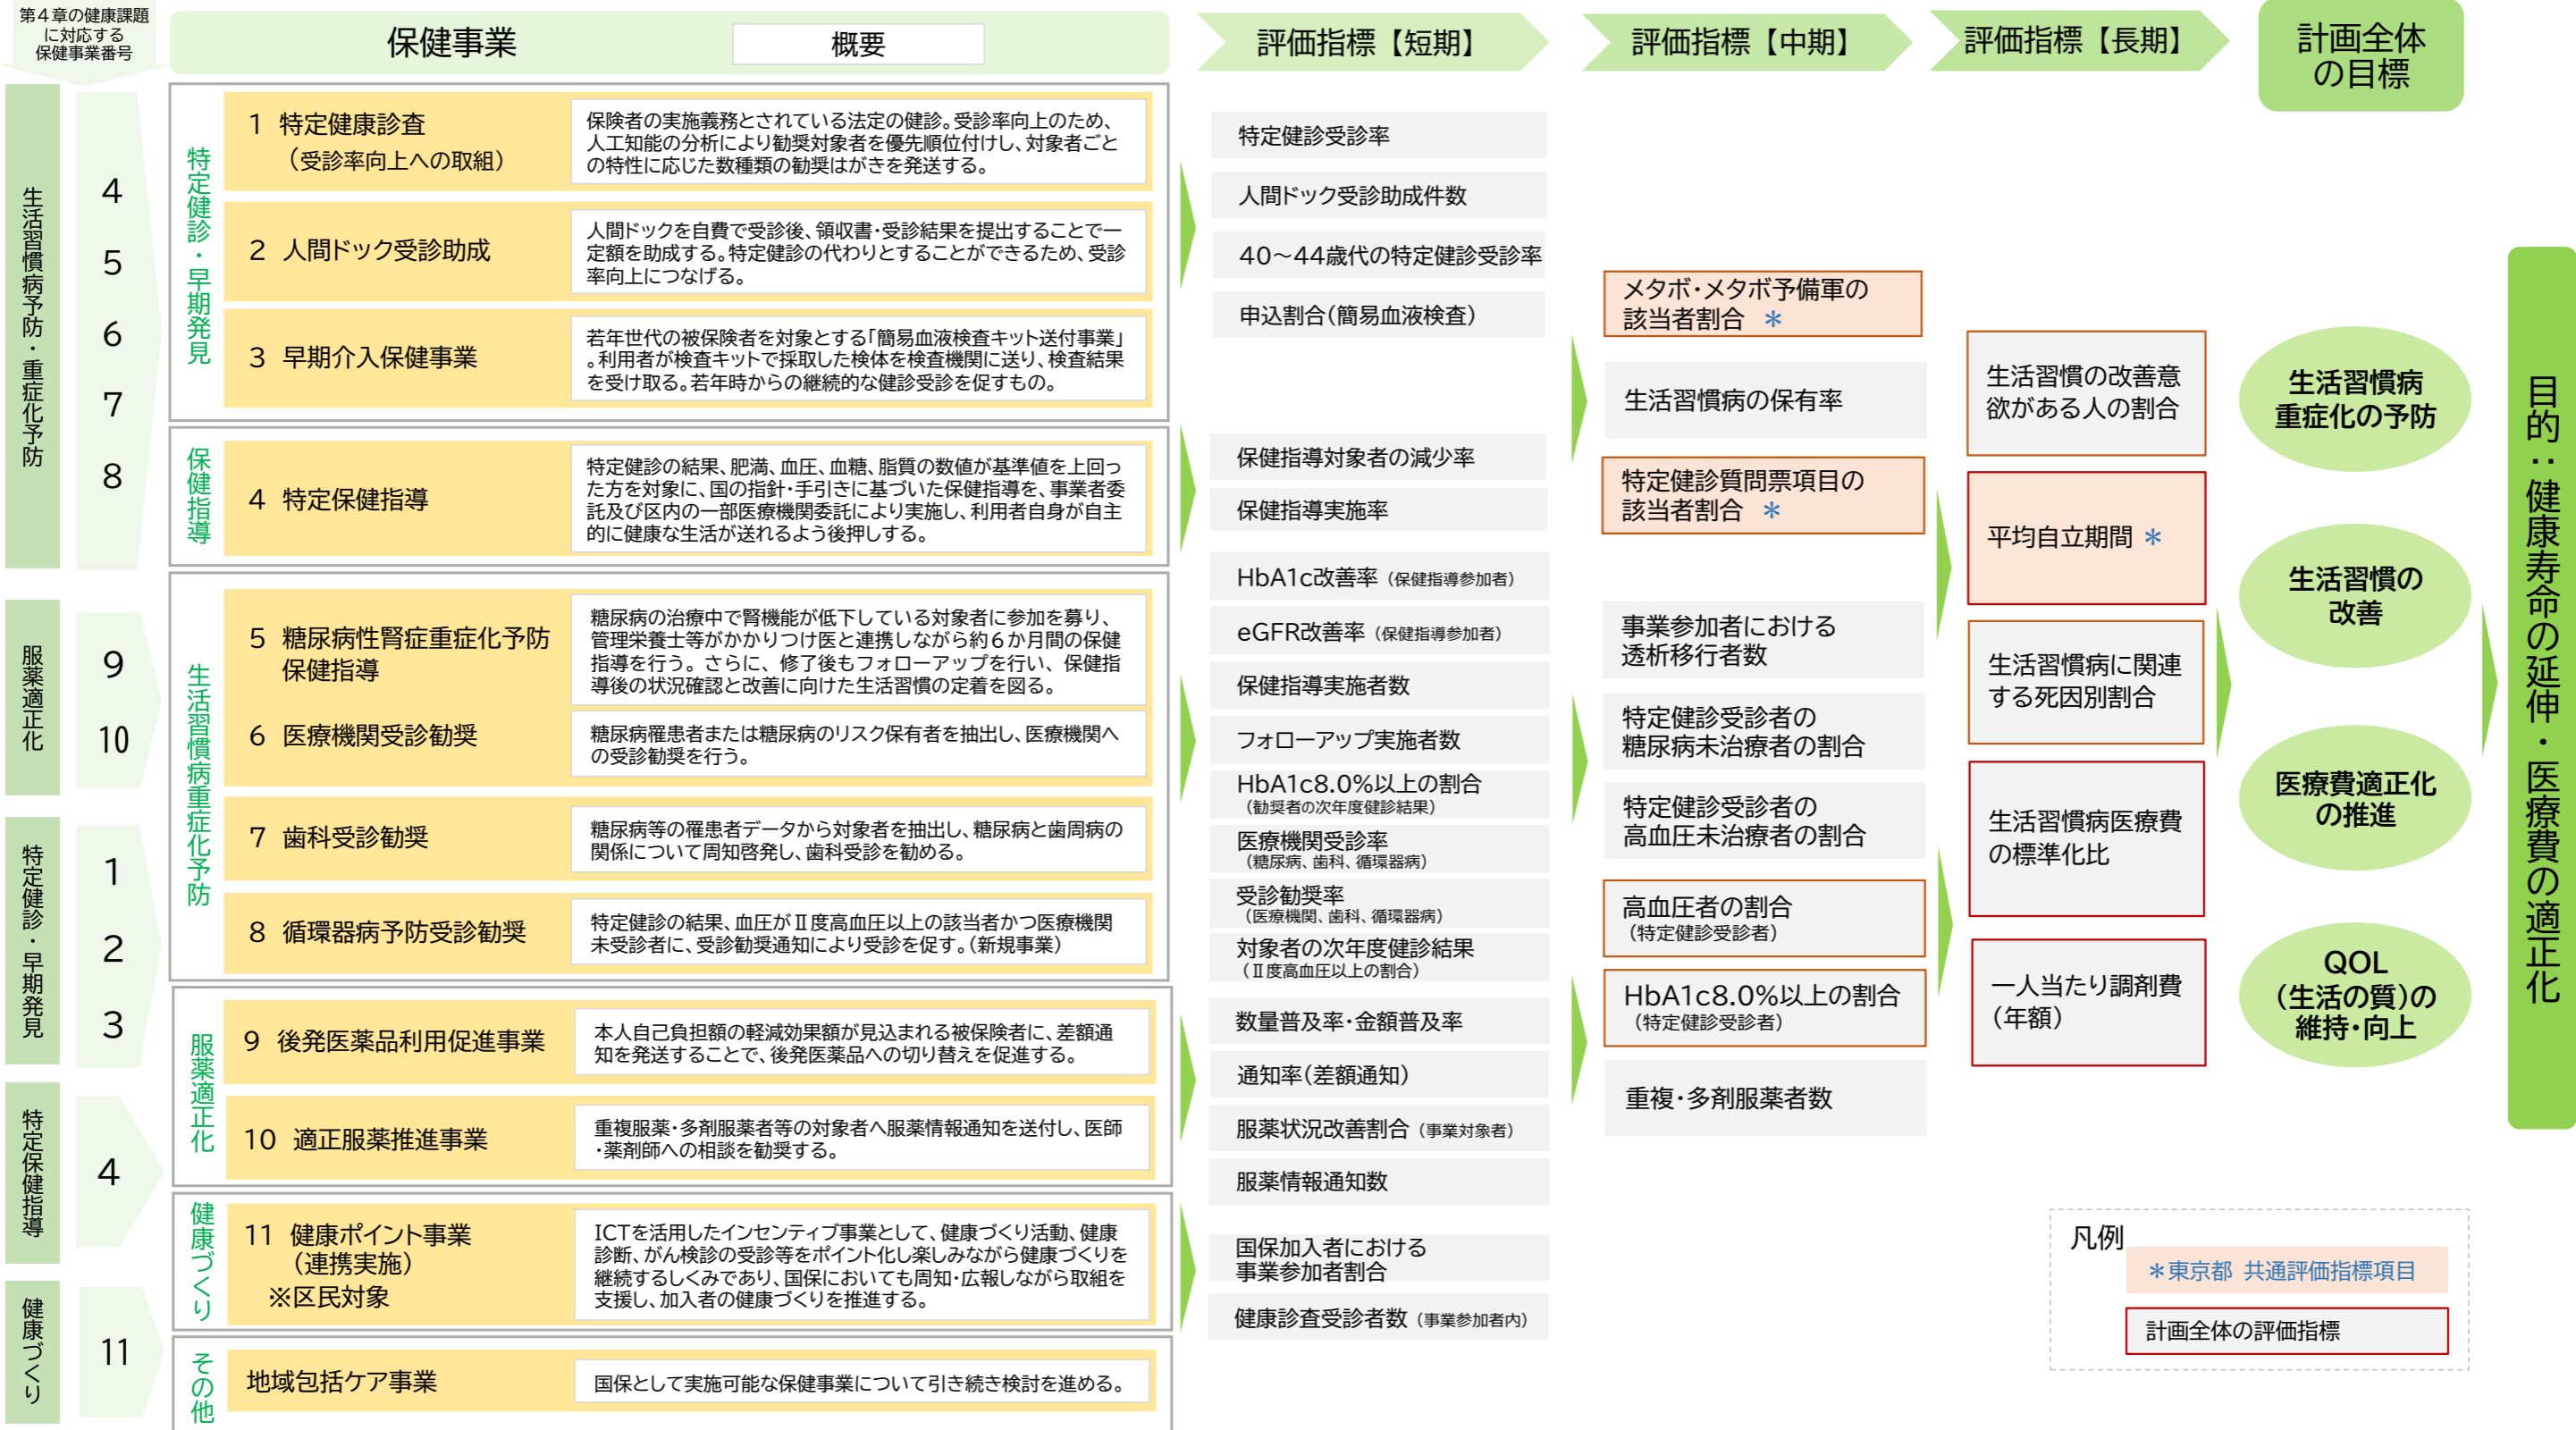 第４章の健康課題
に対応する
保健事業番号
保健事業
概要
評価指標【短期】
評価指標【中期】
評価指標【長期】
計画全体
の目標
生活習慣病予防・重症化予防
4
5
6
7
8
服薬適正化
9
10
特定健診・早期発見
1
2
3
特定保健指導
4
健康づくり
11
特定健診・早期発見
1 特定健康診査
（受診率向上への取組）
保険者の実施義務とされている法定の健診。受診率向上のため、
人工知能の分析により勧奨対象者を優先順位付けし、対象者ごと
の特性に応じた数種類の勧奨はがきを発送する。
2 人間ドック受診助成
人間ドックを自費で受診後、領収書・受診結果を提出することで一
定額を助成する。特定健診の代わりとすることができるため、受診
率向上につなげる。
3 早期介入保健事業
若年世代の被保険者を対象とする「簡易血液検査キット送付事業」
。利用者が検査キットで採取した検体を検査機関に送り、検査結果
を受け取る。若年時からの継続的な健診受診を促すもの。
保健指導
4 特定保健指導
特定健診の結果、肥満、血圧、血糖、脂質の数値が基準値を上回っ
た方を対象に、国の指針・手引きに基づいた保健指導を、事業者委
託及び区内の一部医療機関委託により実施し、利用者自身が自主
的に健康な生活が送れるよう後押しする。
生活習慣病重症化予防
5 糖尿病性腎症重症化予防
保健指導
糖尿病の治療中で腎機能が低下している対象者に参加を募り、
管理栄養士等がかかりつけ医と連携しながら約６か月間の保健
指導を行う。さらに、修了後もフォローアップを行い、保健指
導後の状況確認と改善に向けた生活習慣の定着を図る。
6 医療機関受診勧奨
糖尿病罹患者または糖尿病のリスク保有者を抽出し、医療機関へ
の受診勧奨を行う。
7 歯科受診勧奨
糖尿病等の罹患者データから対象者を抽出し、糖尿病と歯周病の
関係について周知啓発し、歯科受診を勧める。
8 循環器病予防受診勧奨
特定健診の結果、血圧がⅡ度高血圧以上の該当者かつ医療機関
未受診者に、受診勧奨通知により受診を促す。（新規事業）
服薬適正化
9 後発医薬品利用促進事業
本人自己負担額の軽減効果額が見込まれる被保険者に、差額通
知を発送することで、後発医薬品への切り替えを促進する。
10 適正服薬推進事業
重複服薬・多剤服薬者等の対象者へ服薬情報通知を送付し、医師
・薬剤師への相談を勧奨する。
健康づくり
11 健康ポイント事業
（連携実施）
※区民対象
ICTを活用したインセンティブ事業として、健康づくり活動、健康
診断、がん検診の受診等をポイント化し楽しみながら健康づくりを
継続するしくみであり、国保においても周知・広報しながら取組を
支援し、加入者の健康づくりを推進する。
その他
地域包括ケア事業
国保として実施可能な保健事業について引き続き検討を進める。
特定健診受診率
人間ドック受診助成件数
40～44歳代の特定健診受診率
申込割合（簡易血液検査）
保健指導対象者の減少率
保健指導実施率
HbA1c改善率（保健指導参加者）
eGFR改善率（保健指導参加者）
保健指導実施者数
フォローアップ実施者数
HbA1c8.0%以上の割合
（勧奨者の次年度健診結果）
医療機関受診率
（糖尿病、歯科、循環器病）
受診勧奨率
（医療機関、歯科、循環器病）
対象者の次年度健診結果
（Ⅱ度高血圧以上の割合）
数量普及率・金額普及率
通知率（差額通知）
服薬状況改善割合（事業対象者）
服薬情報通知数
国保加入者における
事業参加者割合
健康診査受診者数（事業参加者内）
メタボ・メタボ予備軍の
該当者割合 ＊
生活習慣病の保有率
特定健診質問票項目の
該当者割合 ＊
事業参加者における
透析移行者数
特定健診受診者の
糖尿病未治療者の割合
特定健診受診者の
高血圧未治療者の割合
高血圧者の割合
（特定健診受診者）
HbA1c8.0%以上の割合
（特定健診受診者）
重複・多剤服薬者数
生活習慣の改善意
欲がある人の割合
平均自立期間 ＊
生活習慣病に関連
する死因別割合
生活習慣病医療費
の標準化比
一人当たり調剤費
（年額）
生活習慣病
重症化の予防
生活習慣の
改善
医療費適正化
の推進
QOL
（生活の質）の
維持・向上
目的：健康寿命の延伸・医療費の適正化
凡例
＊東京都 共通評価指標項目
計画全体の評価指標